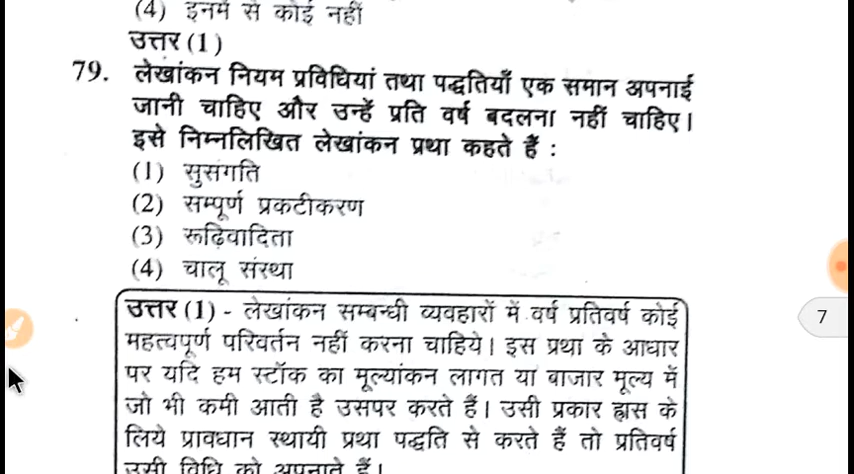 (4) इनमें से कोई नहीं
उत्तर (1)
79. लेखांकन नियम प्रविधियां तथा पद्धतियाँ एक समान अपनाई
जानी चाहिए और उन्हें प्रति वर्ष बदलना नहीं चाहिए।
इसे निम्नलिखित लेखांकन प्रथा कहते हैं :
(1) सुसंगति
(2) सम्पूर्ण प्रकटीकरण
(3) रूढ़िवादिता
(4) चालू संस्था
उत्तर (1) - लेखांकन सम्बन्धी व्यवहारों में वर्ष प्रतिवर्ष कोई
महत्वपूर्ण परिवर्तन नहीं करना चाहिये। इस प्रथा के आधार
पर यदि हम स्टॉक का मूल्यांकन लागत या बाजार मूल्य में
जो भी कमी आती है उसपर करते हैं। उसी प्रकार ह्रास के
लिये प्रावधान स्थायी प्रथा पद्धति से करते हैं तो प्रतिवर्ष
उसी विधि को अपनाते हैं।
7